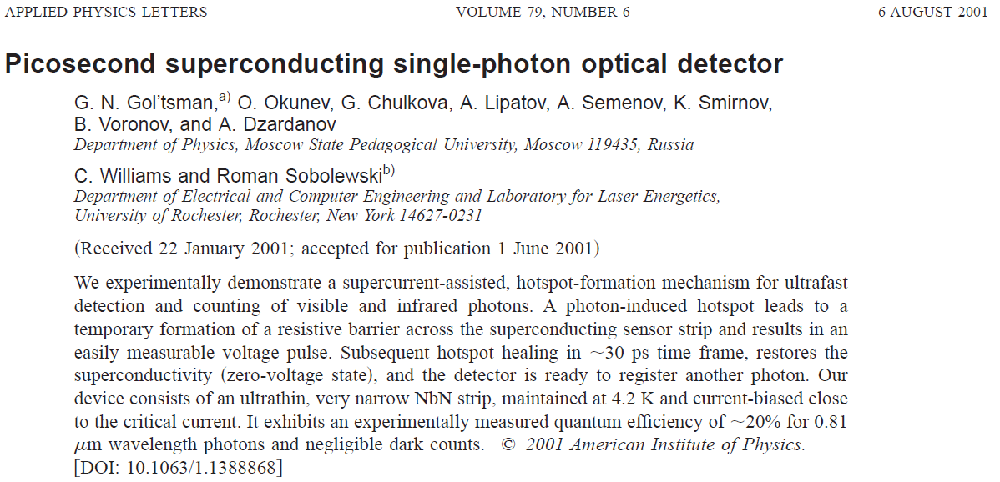 APPLIED PHYSICS LETTERS VOLUME 79, NUMBER 6 6 AUGUST 2001
Picosecond superconducting single-photon optical detector
G. N. Gol’tsman,a) O. Okunev, G. Chulkova, A. Lipatov, A. Semenov, K. Smirnov,
B. Voronov, and A. Dzardanov
Department of Physics, Moscow State Pedagogical University, Moscow 119435, Russia
C. Williams and Roman Sobolewskib)
Department of Electrical and Computer Engineering and Laboratory for Laser Energetics,
University of Rochester, Rochester, New York 14627-0231
(Received 22 January 2001; accepted for publication 1 June 2001)
We experimentally demonstrate a supercurrent-assisted, hotspot-formation mechanism for ultrafast
detection and counting of visible and infrared photons. A photon-induced hotspot leads to a
temporary formation of a resistive barrier across the superconducting sensor strip and results in an
easily measurable voltage pulse. Subsequent hotspot healing in ~30 ps time frame, restores the
superconductivity (zero-voltage state), and the detector is ready to register another photon. Our
device consists of an ultrathin, very narrow NbN strip, maintained at 4.2 K and current-biased close
to the critical current. It exhibits an experimentally measured quantum efficiency of ~20% for 0.81
μm wavelength photons and negligible dark counts. © 2001 American Institute of Physics.
[DOI: 10.1063/1.1388868]